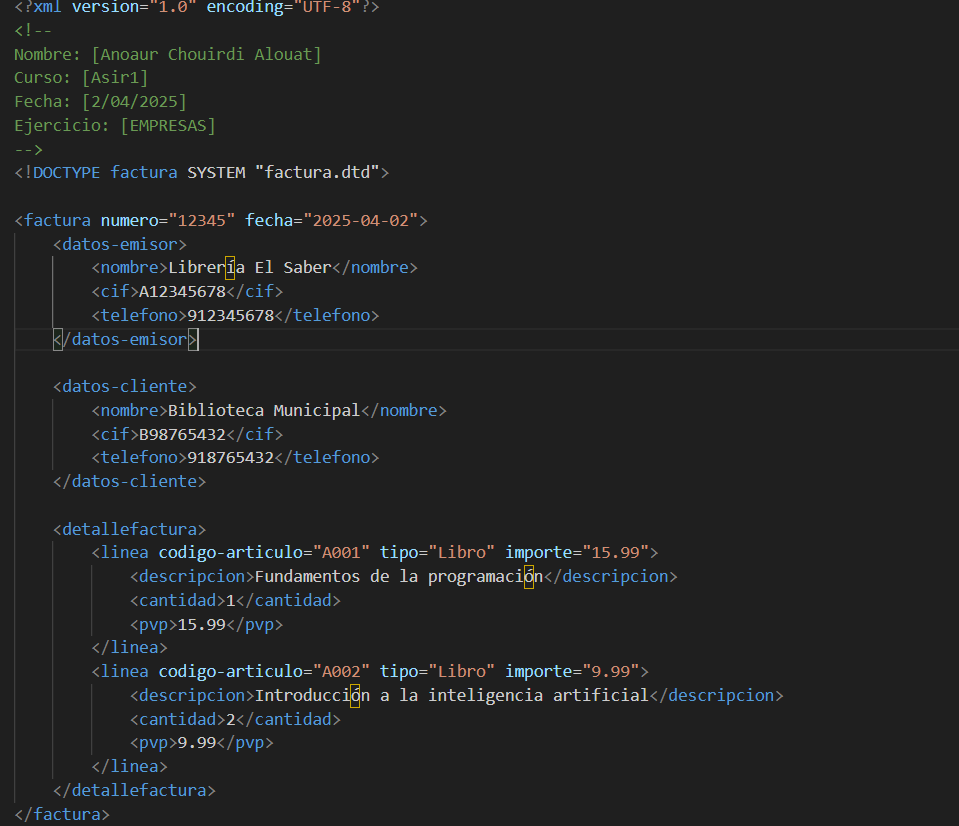 <?xml version="1.0" encoding="UTF-8"?>
<!--
Nombre: [Anoaur Chouirdi Alouat]
Curso: [Asir1]
Fecha: [2/04/2025]
Ejercicio: [EMPRESAS]
-->
<!DOCTYPE factura SYSTEM "factura.dtd">
<factura numero="12345" fecha="2025-04-02">
<datos-emisor>
<nombre>Librería El Saber</nombre>
<cif>A12345678</cif>
<telefono>912345678</telefono>
</datos-emisor>
<datos-cliente>
<nombre>Biblioteca Municipal</nombre>
<cif>B98765432</cif>
<telefono>918765432</telefono>
</datos-cliente>
<detallefactura>
<linea codigo-articulo="A001" tipo="Libro" importe="15.99">
<descripcion>Fundamentos de la programación</descripcion>
<cantidad>1</cantidad>
<pvp>15.99</pvp>
</linea>
<linea codigo-articulo="A002" tipo="Libro" importe="9.99">
<descripcion>Introducción a la inteligencia artificial</descripcion>
<cantidad>2</cantidad>
<pvp>9.99</pvp>
</linea>
</detallefactura>
</factura>